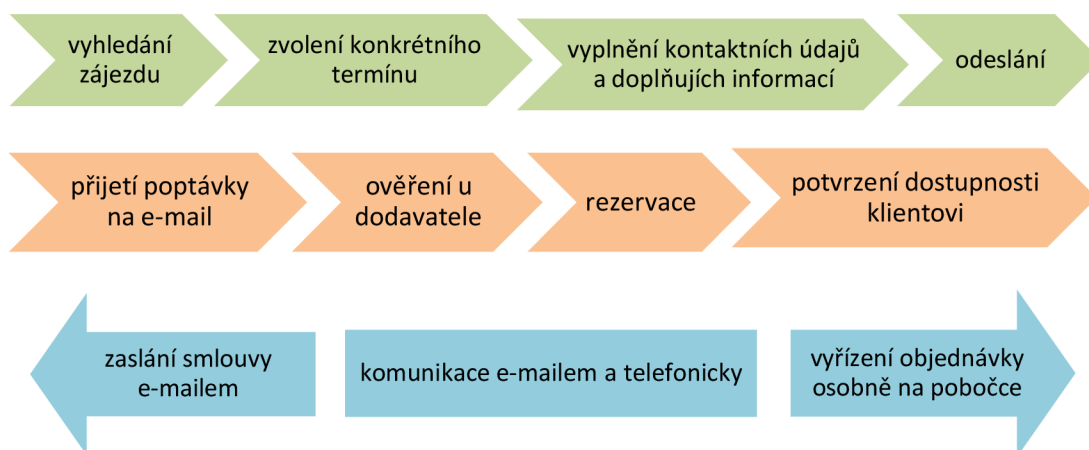 vyhledání
zájezdu
zvolení konkrétního
termínu
vyplnění kontaktních údajů
a doplňujích informací
odeslání
přijetí poptávky
na e-mail
ověření u
dodavatele
rezervace
potvrzení dostupnosti
klientovi
zaslání smlouvy
e-mailem
komunikace e-mailem a telefonicky
vyřízení objednávky
osobně na pobočce